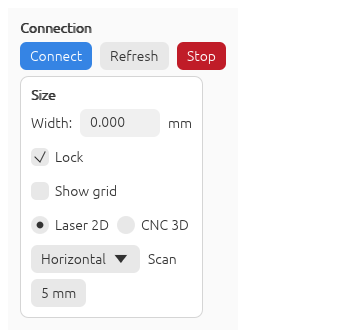 Connection
Connect Refresh Stop
Size
Width: 0.000 mm
Lock
Show grid
Laser 2D CNC 3D
Horizontal Scan
5 mm